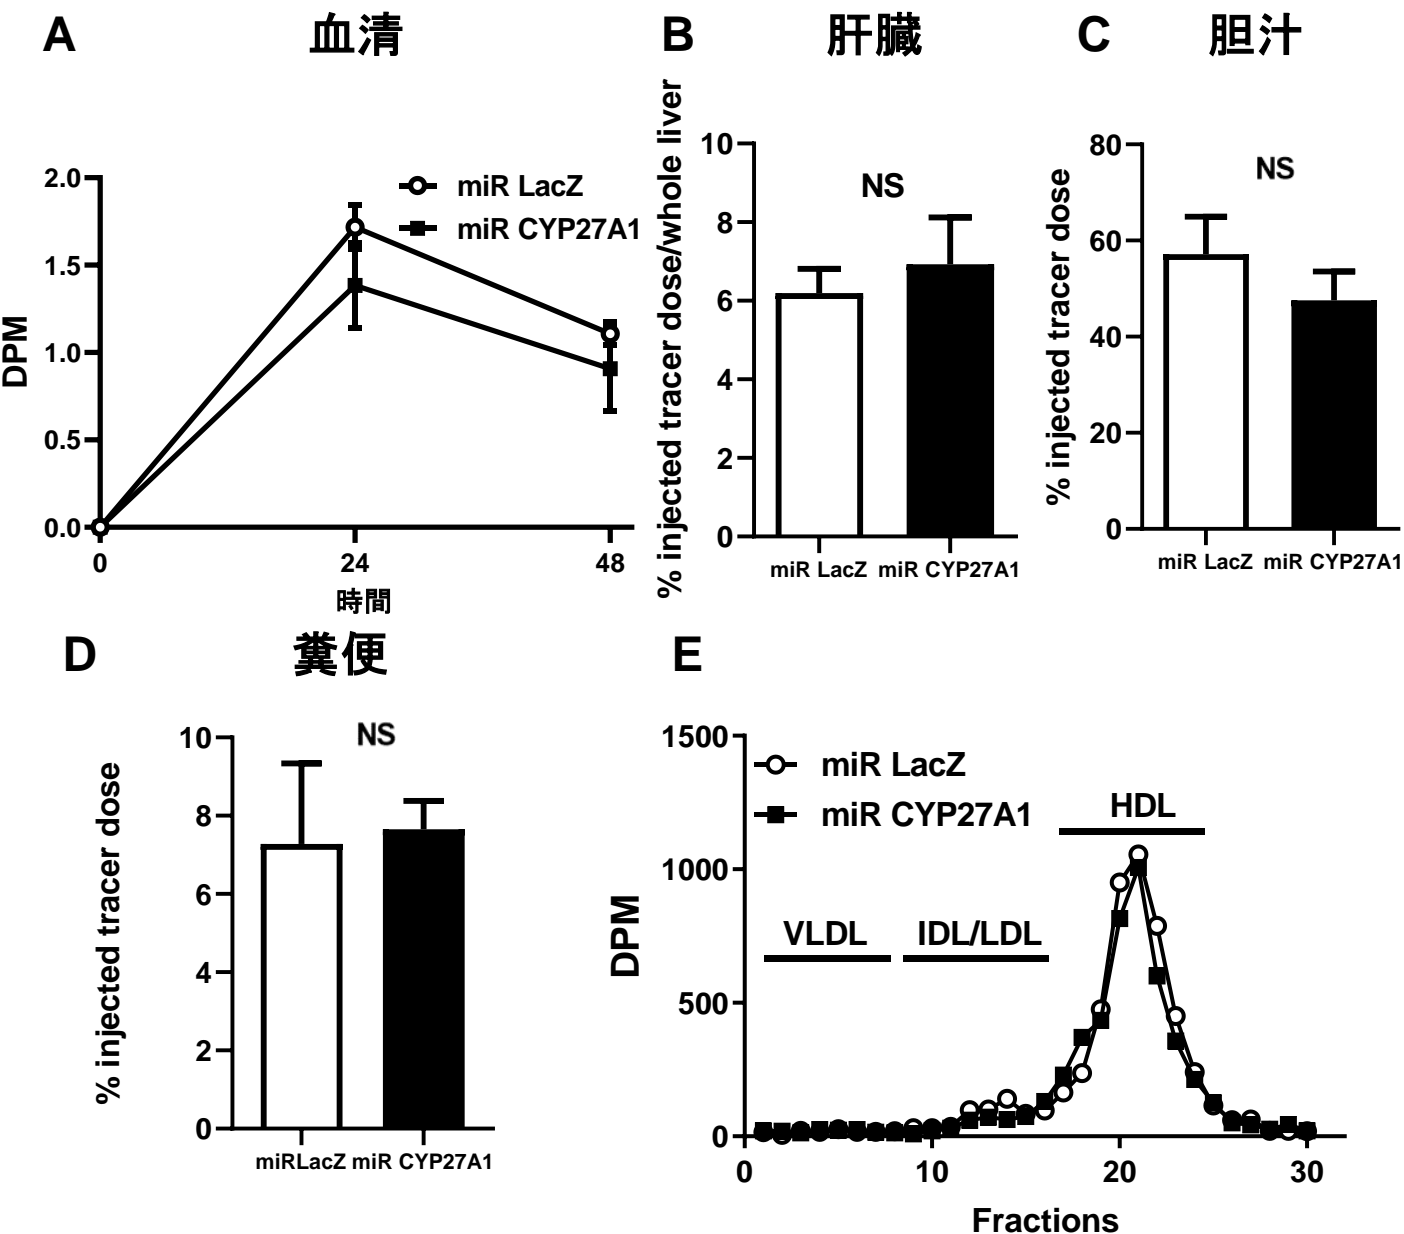 A
血清
2.0
1.5
1.0
0.5
0.0
DPM
0
24
48
時間
miR LacZ
miR CYP27A1
B
肝臓
% injected tracer dose/whole liver
10
8
6
4
2
0
NS
miR LacZ
miR CYP27A1
C
胆汁
% injected tracer dose
80
60
40
20
0
NS
miR LacZ
miR CYP27A1
D
糞便
% injected tracer dose
10
8
6
4
2
0
NS
miRLacZ
miR CYP27A1
E
DPM
1500
1000
500
0
miR LacZ
miR CYP27A1
VLDL
IDL/LDL
HDL
0
10
20
30
Fractions